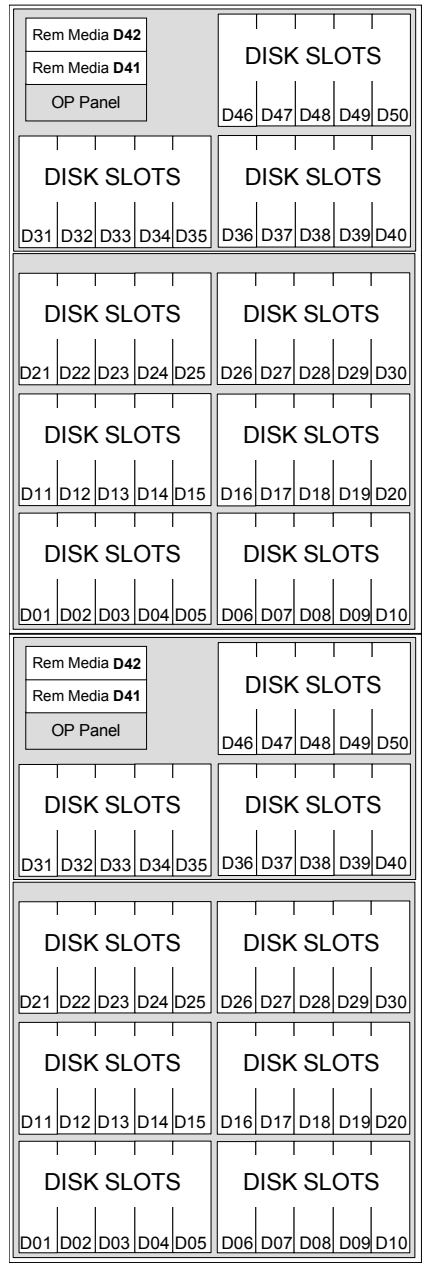 Rem Media D42
Rem Media D41
OP Panel
DISK SLOTS
D46 D47 D48 D49 D50
DISK SLOTS
D31 D32 D33 D34 D35
DISK SLOTS
D36 D37 D38 D39 D40
DISK SLOTS
D21 D22 D23 D24 D25
DISK SLOTS
D26 D27 D28 D29 D30
DISK SLOTS
D11 D12 D13 D14 D15
DISK SLOTS
D16 D17 D18 D19 D20
DISK SLOTS
D01 D02 D03 D04 D05
DISK SLOTS
D06 D07 D08 D09 D10
Rem Media D42
Rem Media D41
OP Panel
DISK SLOTS
D46 D47 D48 D49 D50
DISK SLOTS
D31 D32 D33 D34 D35
DISK SLOTS
D36 D37 D38 D39 D40
DISK SLOTS
D21 D22 D23 D24 D25
DISK SLOTS
D26 D27 D28 D29 D30
DISK SLOTS
D11 D12 D13 D14 D15
DISK SLOTS
D16 D17 D18 D19 D20
DISK SLOTS
D01 D02 D03 D04 D05
DISK SLOTS
D06 D07 D08 D09 D10